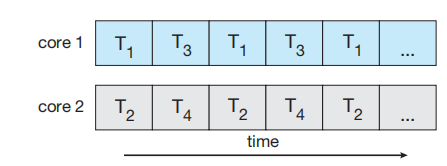 core 1 T1 T3 T1 T3 T1 ...
core 2 T2 T4 T2 T4 T2 ...
time